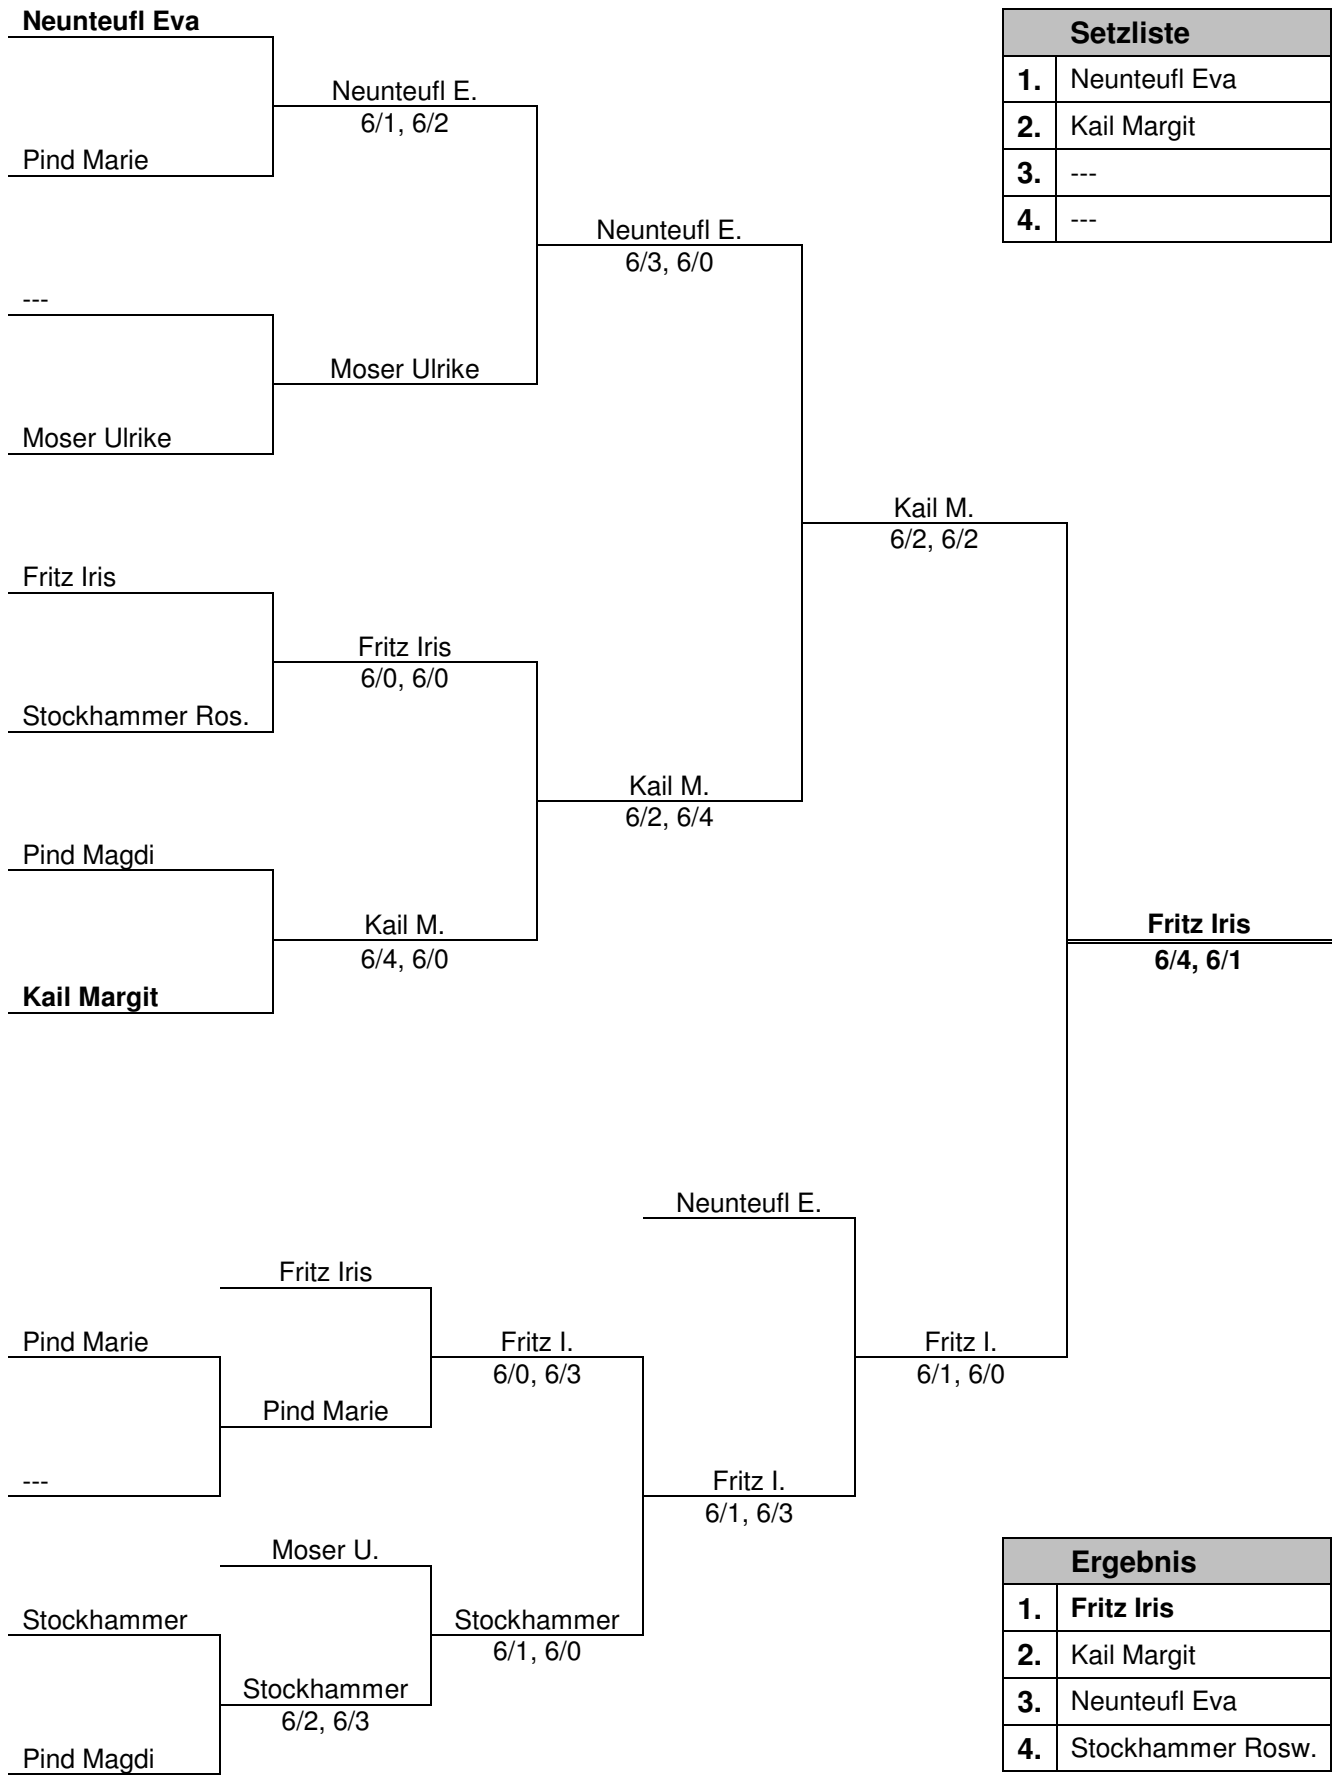 Neunteufl Eva
Setzliste
1. Neunteufl Eva
2. Kail Margit
3. ---
4. ---
Neunteufl E.
6/1, 6/2
Pind Marie
Neunteufl E.
6/3, 6/0
---
Moser Ulrike
Moser Ulrike
Kail M.
6/2, 6/2
Fritz Iris
Fritz Iris
6/0, 6/0
Stockhammer Ros.
Kail M.
6/2, 6/4
Pind Magdi
Kail M.
6/4, 6/0
Kail Margit
Fritz Iris
6/4, 6/1
Neunteufl E.
Fritz Iris
Pind Marie
Fritz I.
6/0, 6/3
Fritz I.
6/1, 6/0
Pind Marie
---
Fritz I.
6/1, 6/3
Moser U.
Stockhammer
Stockhammer
6/1, 6/0
Stockhammer
6/2, 6/3
Pind Magdi
Ergebnis
1. Fritz Iris
2. Kail Margit
3. Neunteufl Eva
4. Stockhammer Rosw.